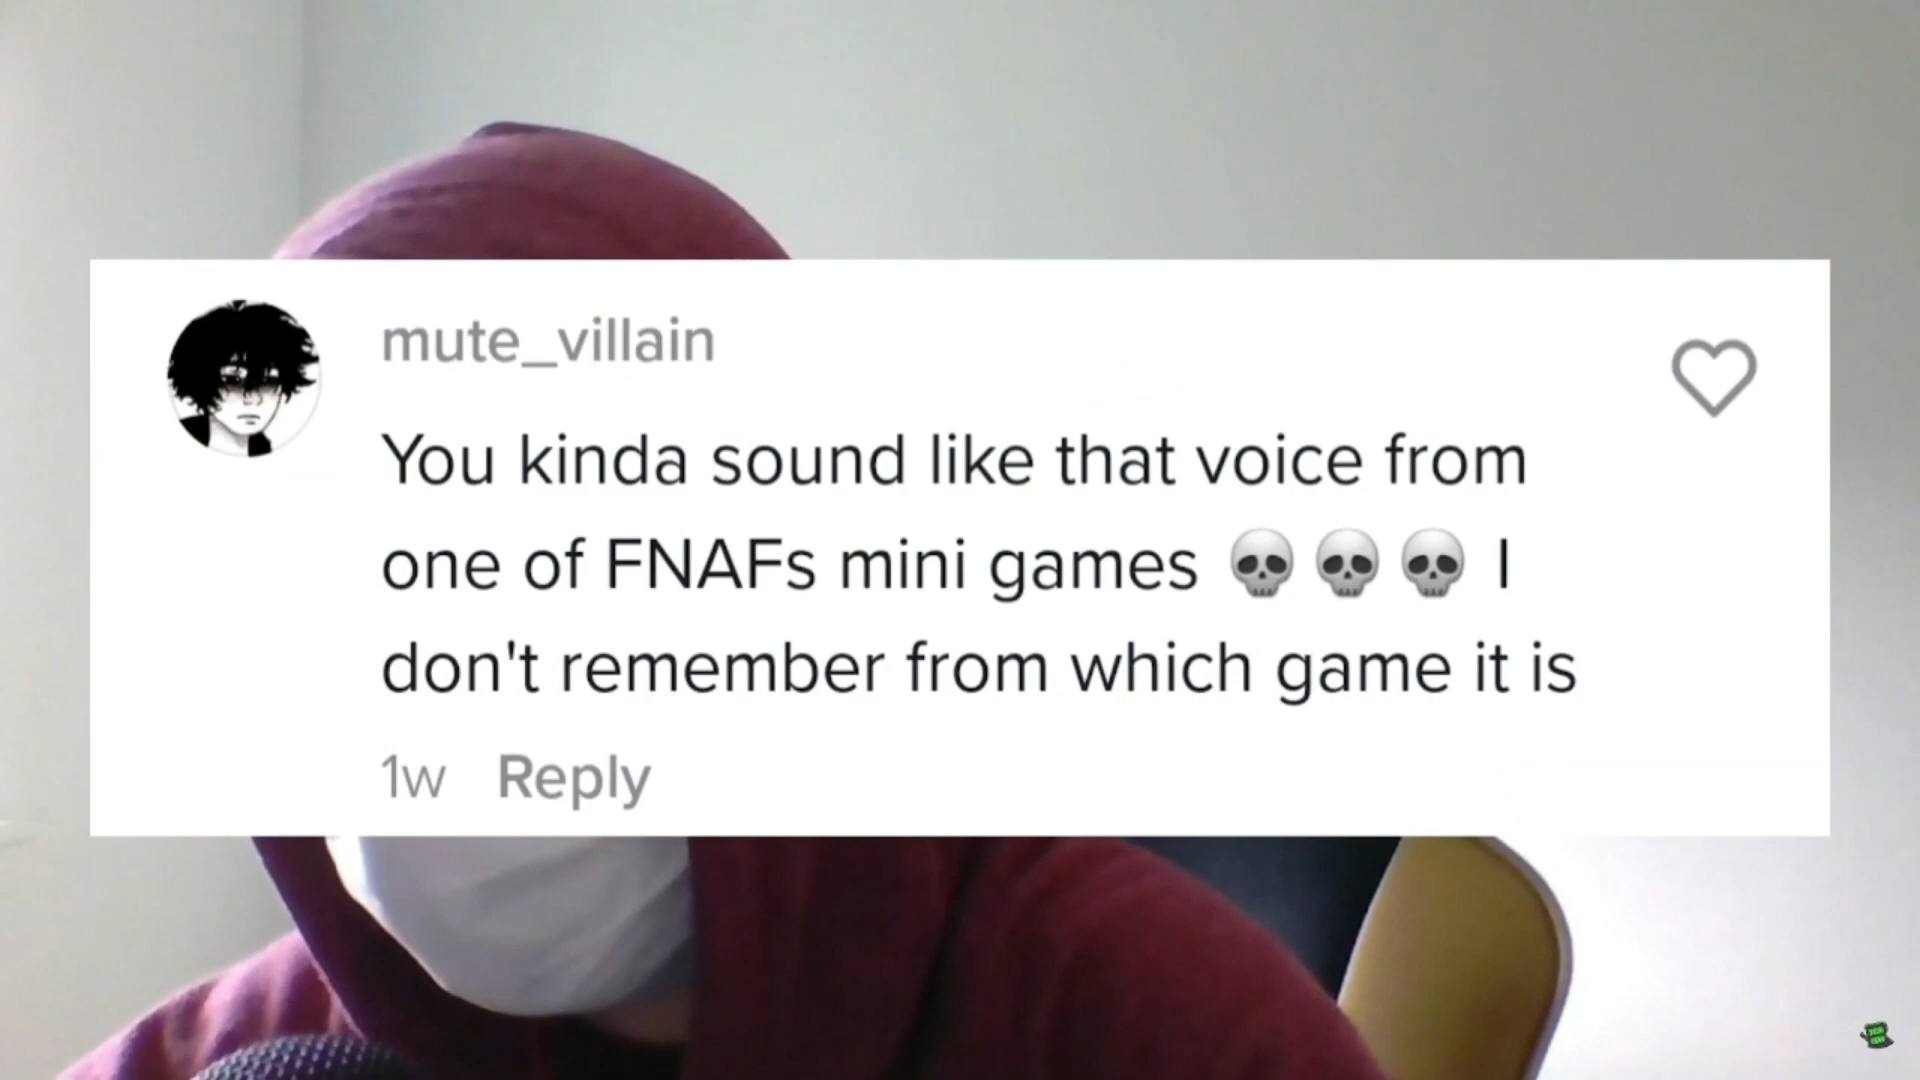 mute_villain
You kinda sound like that voice from
one of FNAFs mini games 💀💀💀 I
don't remember from which game it is
1w Reply